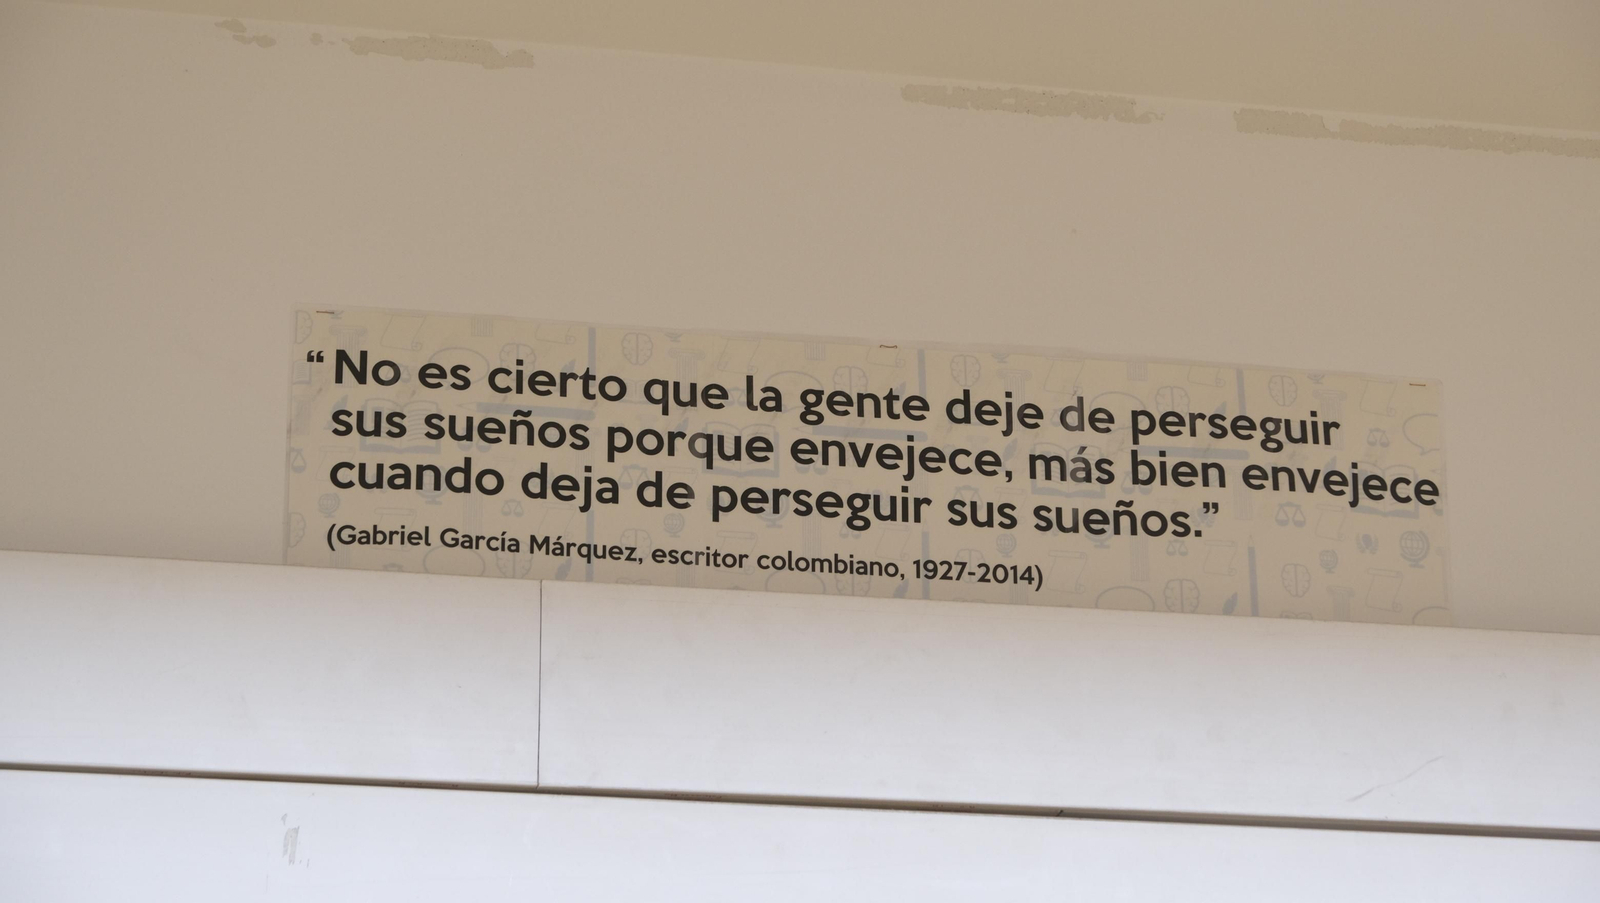 “ No es cierto que la gente deje de perseguir
sus sueños porque envejece, más bien envejece
cuando deja de perseguir sus sueños.”
(Gabriel García Márquez, escritor colombiano, 1927-2014)